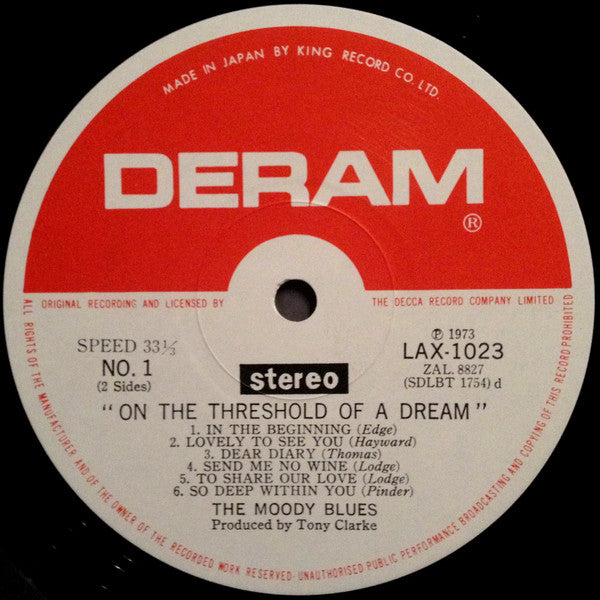 MADE IN JAPAN BY KING RECORD CO. LTD.
DERAM
®
ORIGINAL RECORDING AND LICENSED BY THE DECCA RECORD COMPANY LIMITED
SPEED 33⅓
NO. 1
(2 Sides)
stereo
℗ 1973
LAX-1023
ZAL. 8827
(SDLBT 1754) d
"ON THE THRESHOLD OF A DREAM"
1. IN THE BEGINNING (Edge)
2. LOVELY TO SEE YOU (Hayward)
3. DEAR DIARY (Thomas)
4. SEND ME NO WINE (Lodge)
5. TO SHARE OUR LOVE (Lodge)
6. SO DEEP WITHIN YOU (Pinder)
THE MOODY BLUES
Produced by Tony Clarke
ALL RIGHTS OF THE MANUFACTURER AND OF THE OWNER OF THE RECORDED WORK RESERVED·UNAUTHORISED PUBLIC PERFORMANCE BROADCASTING AND COPYING OF THIS RECORD PROHIBITED